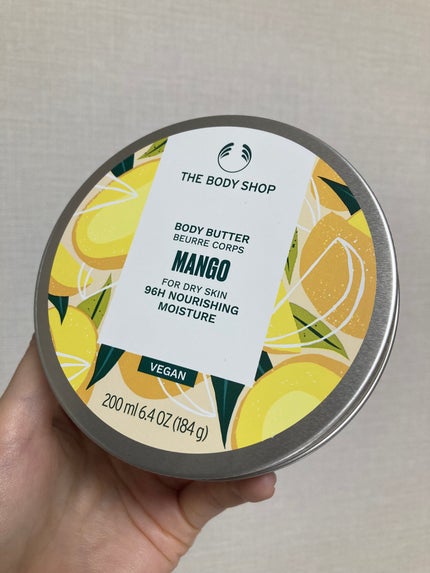 THE BODY SHOP
BODY BUTTER
BEURRE CORPS
MANGO
FOR DRY SKIN
96H NOURISHING
MOISTURE
VEGAN
200 ml 6.4 OZ (184 g)